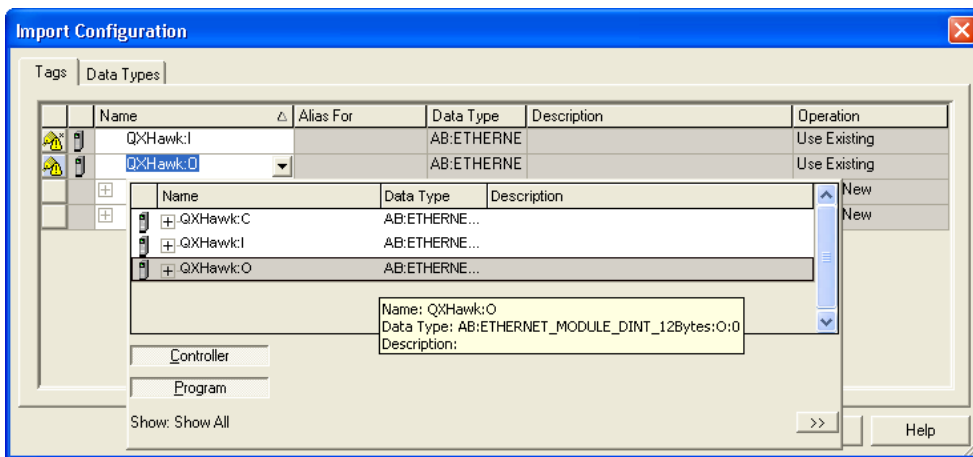 Import Configuration
Tags Data Types
Name Alias For Data Type Description Operation
QXHawk:I AB:ETHERNE Use Existing
QXHawk:O AB:ETHERNE Use Existing
New
New
Name Data Type Description
QXHawk:C AB:ETHERNE...
QXHawk:I AB:ETHERNE...
QXHawk:O AB:ETHERNE...
Name: QXHawk:O
Data Type: AB:ETHERNET_MODULE_DINT_12Bytes:O:0
Description:
Controller
Program
Show: Show All >>
Help